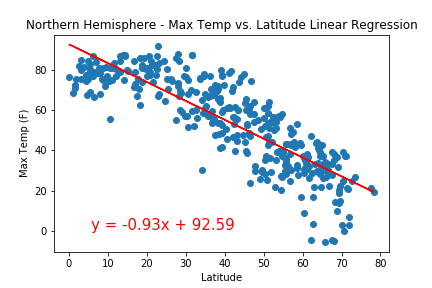 Northern Hemisphere - Max Temp vs. Latitude Linear Regression
Max Temp (F)
80
60
40
20
0
y = -0.93x + 92.59
0 10 20 30 40 50 60 70 80
Latitude